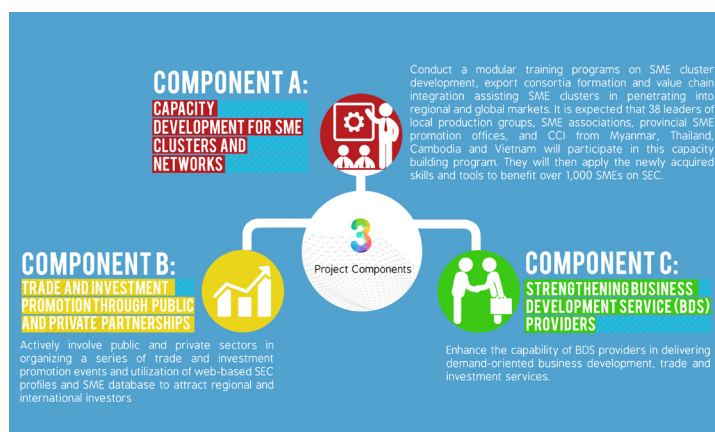 COMPONENT A:
CAPACITY
DEVELOPMENT FOR SME
CLUSTERS AND
NETWORKS
Conduct a modular training programs on SME cluster
development, export consortia formation and value chain
integration assisting SME clusters in penetrating into
regional and global markets. It is expected that 38 leaders of
local production groups, SME associations, provincial SME
promotion offices, and CCI from Myanmar, Thailand,
Cambodia and Vietnam will participate in this capacity
building program. They will then apply the newly acquired
skills and tools to benefit over 1,000 SMEs on SEC.
3
Project Components
COMPONENT B:
TRADE AND INVESTMENT
PROMOTION THROUGH PUBLIC
AND PRIVATE PARTNERSHIPS
Actively involve public and private sectors in
organizing a series of trade and investment
promotion events and utilization of web-based SEC
profiles and SME database to attract regional and
international investors
COMPONENT C:
STRENGTHENING BUSINESS
DEVELOPMENT SERVICE (BDS)
PROVIDERS
Enhance the capability of BDS providers in delivering
demand-oriented business development, trade and
investment services.